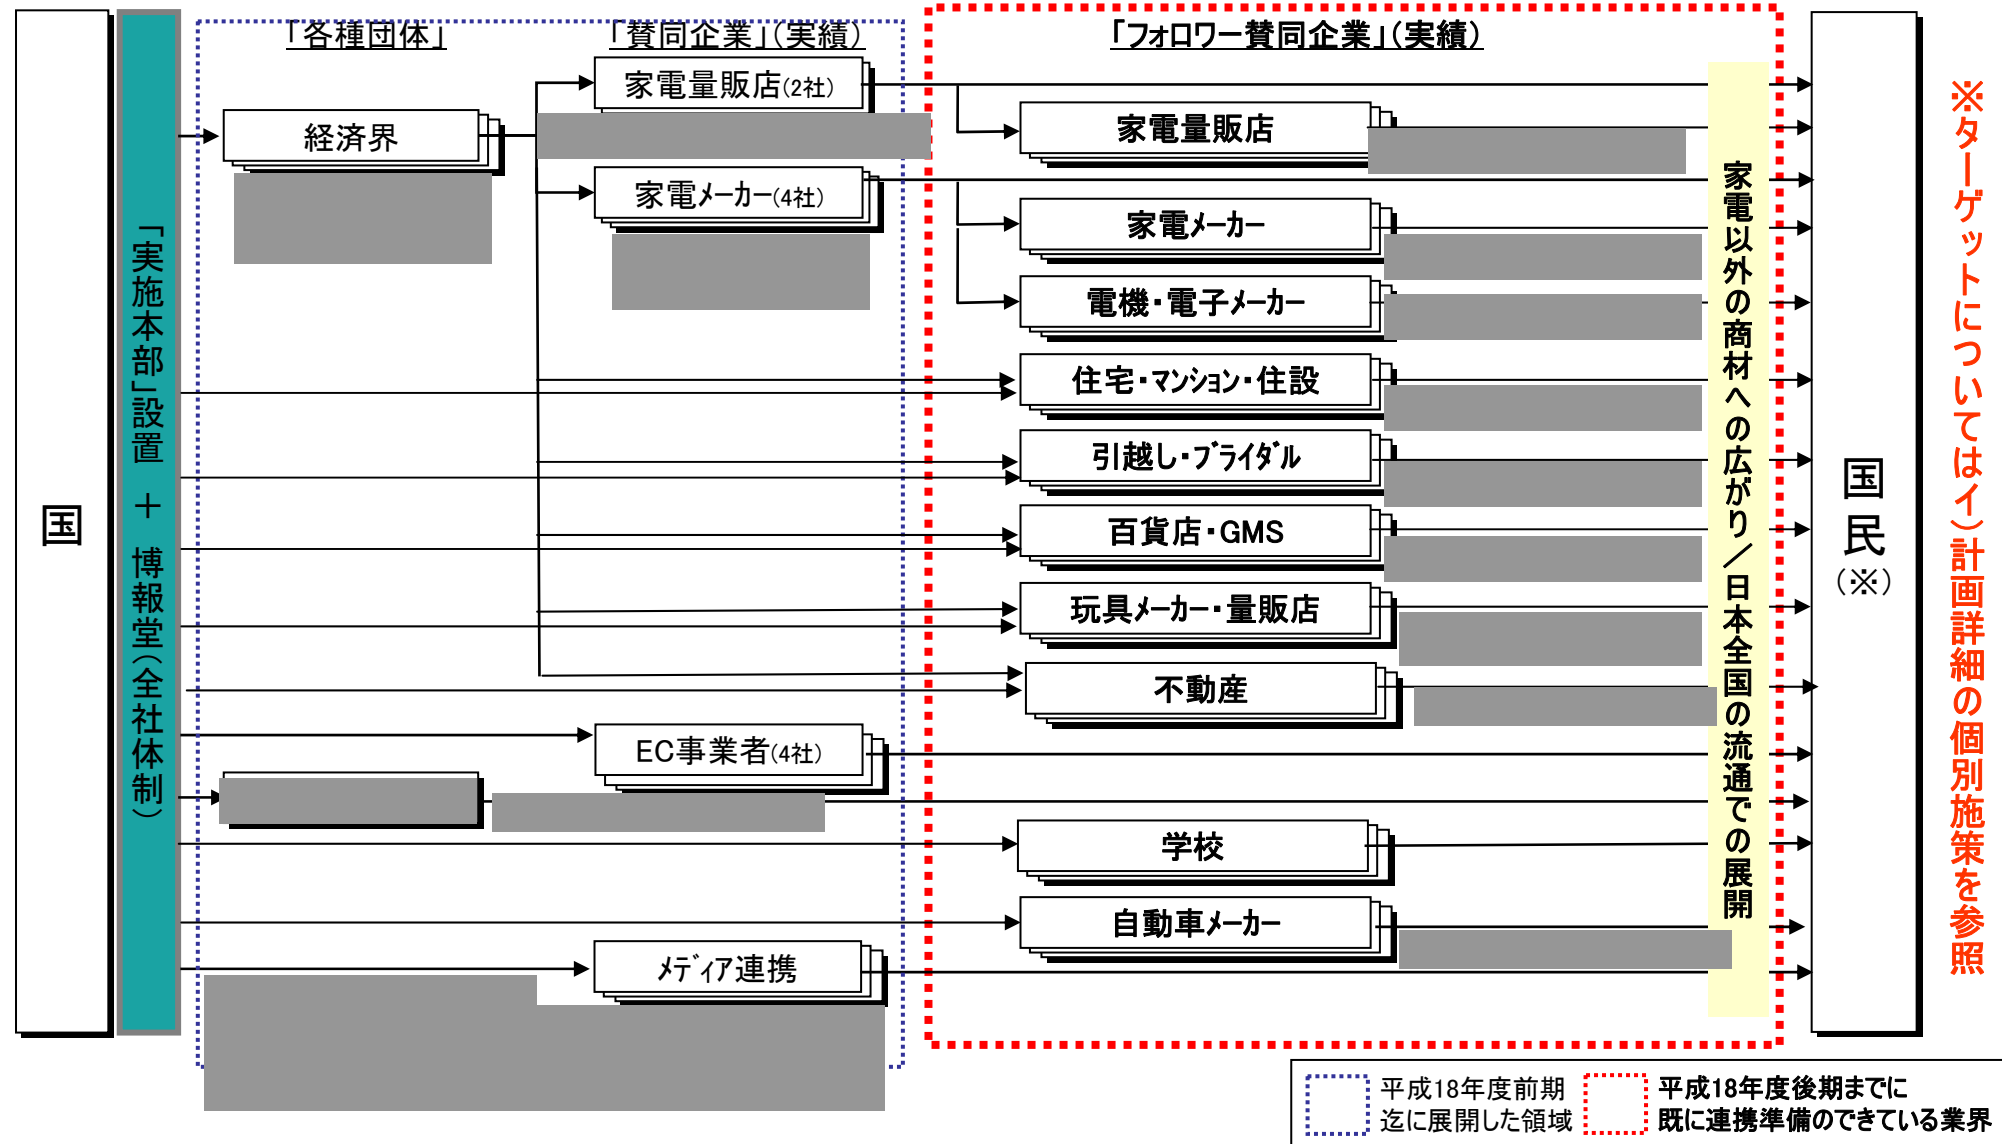 「各種団体」
「賛同企業」（実績）
「フォロワー賛同企業」（実績）
国
「実施本部」設置 ＋ 博報堂（全社体制）
経済界
家電量販店(2社)
家電メーカー(4社)
EC事業者(4社)
メディア連携
家電量販店
家電メーカー
電機・電子メーカー
住宅・マンション・住設
引越し・ブライダル
百貨店・GMS
玩具メーカー・量販店
不動産
学校
自動車メーカー
家電以外の商材への広がり／日本全国の流通での展開
国民
（※）
※ターゲットについてはイ）計画詳細の個別施策を参照
平成18年度前期
迄に展開した領域
平成18年度後期までに
既に連携準備のできている業界